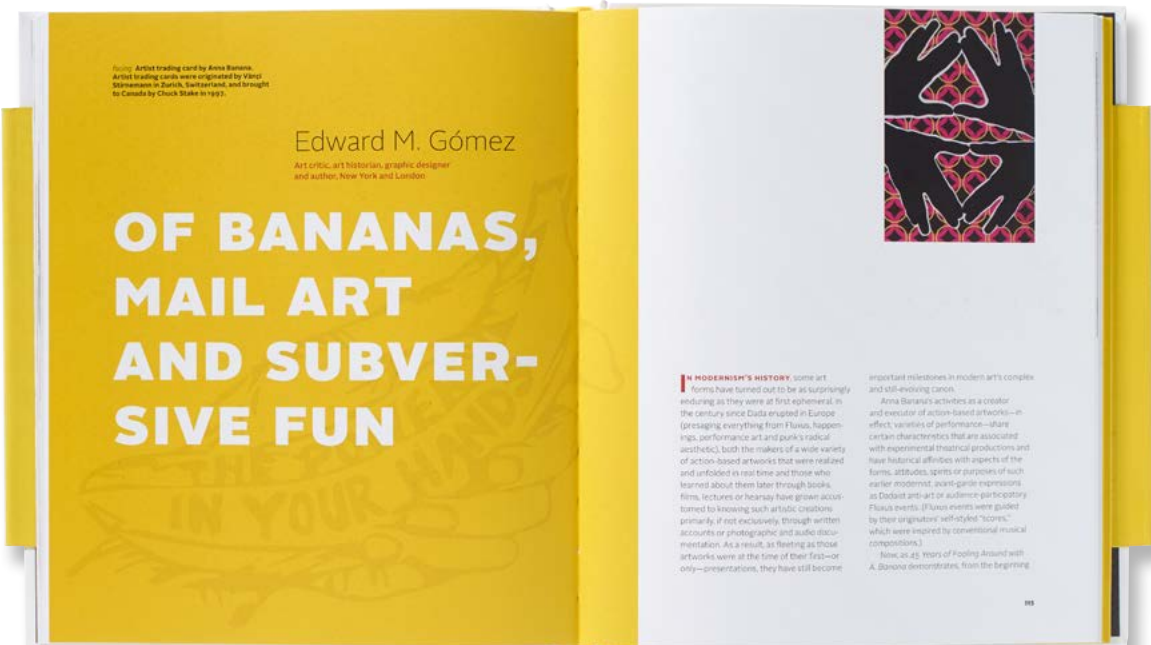 facing Artist trading card by Anna Banana.
Artist trading cards were originated by Vänçi
Stirnemann in Zurich, Switzerland, and brought
to Canada by Chuck Stake in 1997.
Edward M. Gómez
Art critic, art historian, graphic designer
and author, New York and London
OF BANANAS,
MAIL ART
AND SUBVER-
SIVE FUN
IN YOUR HAND
IN MODERNISM'S HISTORY, some art
forms have turned out to be as surprisingly
enduring as they were at first ephemeral. In
the century since Dada erupted in Europe
(presaging everything from Fluxus, happen-
ings, performance art and punk's radical
aesthetic), both the makers of a wide variety
of action-based artworks that were realized
and unfolded in real time and those who
learned about them later through books,
films, lectures or hearsay have grown accus-
tomed to knowing such artistic creations
primarily, if not exclusively, through written
accounts or photographic and audio docu-
mentation. As a result, as fleeting as those
artworks were at the time of their first—or
only—presentations, they have still become
important milestones in modern art's complex
and still-evolving canon.
Anna Banana's activities as a creator
and executor of action-based artworks—in
effect, varieties of performance—share
certain characteristics that are associated
with experimental theatrical productions and
have historical affinities with aspects of the
forms, attitudes, spirits or purposes of such
earlier modernist, avant-garde expressions
as Dadaist anti-art or audience-participatory
Fluxus events. (Fluxus events were guided
by their originators' self-styled "scores,"
which were inspired by conventional musical
compositions.)
Now, as 45 Years of Fooling Around with
A. Banana demonstrates, from the beginning